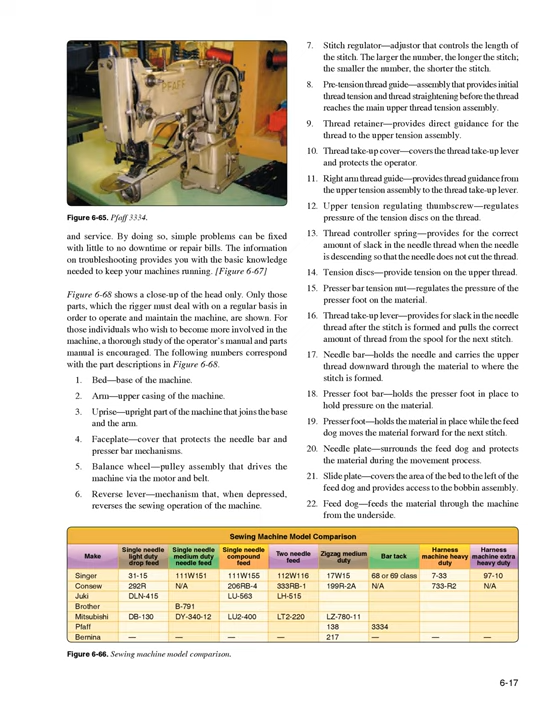 PFAFF
Figure 6-65. Pfaff 3334.
and service. By doing so, simple problems can be fixed
with little to no downtime or repair bills. The information
on troubleshooting provides you with the basic knowledge
needed to keep your machines running. [Figure 6-67]
Figure 6-68 shows a close-up of the head only. Only those
parts, which the rigger must deal with on a regular basis in
order to operate and maintain the machine, are shown. For
those individuals who wish to become more involved in the
machine, a thorough study of the operator's manual and parts
manual is encouraged. The following numbers correspond
with the part descriptions in Figure 6-68.
1. Bed—base of the machine.
2. Arm—upper casing of the machine.
3. Uprise—upright part of the machine that joins the base
and the arm.
4. Faceplate—cover that protects the needle bar and
presser bar mechanisms.
5. Balance wheel—pulley assembly that drives the
machine via the motor and belt.
6. Reverse lever—mechanism that, when depressed,
reverses the sewing operation of the machine.
7. Stitch regulator—adjustor that controls the length of
the stitch. The larger the number, the longer the stitch;
the smaller the number, the shorter the stitch.
8. Pre-tension thread guide—assembly that provides initial
thread tension and thread straightening before the thread
reaches the main upper thread tension assembly.
9. Thread retainer—provides direct guidance for the
thread to the upper tension assembly.
10. Thread take-up cover—covers the thread take-up lever
and protects the operator.
11. Right arm thread guide—provides thread guidance from
the upper tension assembly to the thread take-up lever.
12. Upper tension regulating thumbscrew—regulates
pressure of the tension discs on the thread.
13. Thread controller spring—provides for the correct
amount of slack in the needle thread when the needle
is descending so that the needle does not cut the thread.
14. Tension discs—provide tension on the upper thread.
15. Presser bar tension nut—regulates the pressure of the
presser foot on the material.
16. Thread take-up lever—provides for slack in the needle
thread after the stitch is formed and pulls the correct
amount of thread from the spool for the next stitch.
17. Needle bar—holds the needle and carries the upper
thread downward through the material to where the
stitch is formed.
18. Presser foot bar—holds the presser foot in place to
hold pressure on the material.
19. Presser foot—holds the material in place while the feed
dog moves the material forward for the next stitch.
20. Needle plate—surrounds the feed dog and protects
the material during the movement process.
21. Slide plate—covers the area of the bed to the left of the
feed dog and provides access to the bobbin assembly.
22. Feed dog—feeds the material through the machine
from the underside.
Sewing Machine Model Comparison
Make Single needle light duty drop feed Single needle medium duty needle feed Single needle compound feed Two needle feed Zigzag medium duty Bar tack Harness machine heavy duty Harness machine extra heavy duty
Singer 31-15 111W151 111W155 112W116 17W15 68 or 69 class 7-33 97-10
Consew 292R N/A 206RB-4 333RB-1 199R-2A N/A 733-R2 N/A
Juki DLN-415 LU-563 LH-515
Brother B-791
Mitsubishi DB-130 DY-340-12 LU2-400 LT2-220 LZ-780-11
Pfaff 138 3334
Bernina — — — — 217 — — —
Figure 6-66. Sewing machine model comparison.
6-17